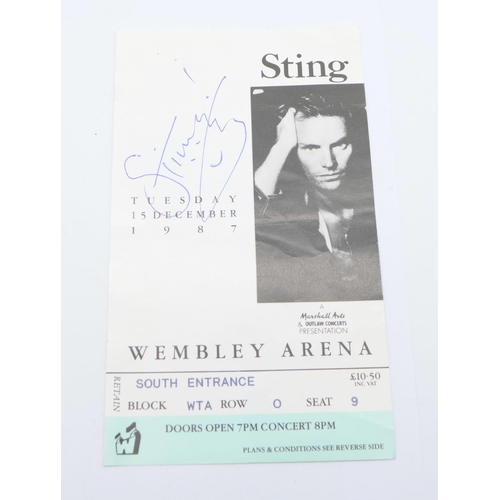 Sting
TUESDAY
15 DECEMBER
1987
A
Marshall Arts
& OUTLAW CONCERTS
PRESENTATION
WEMBLEY ARENA
RETAIN
SOUTH ENTRANCE
£10·50
INC VAT
BLOCK WTA ROW O SEAT 9
DOORS OPEN 7PM CONCERT 8PM
PLANS & CONDITIONS SEE REVERSE SIDE